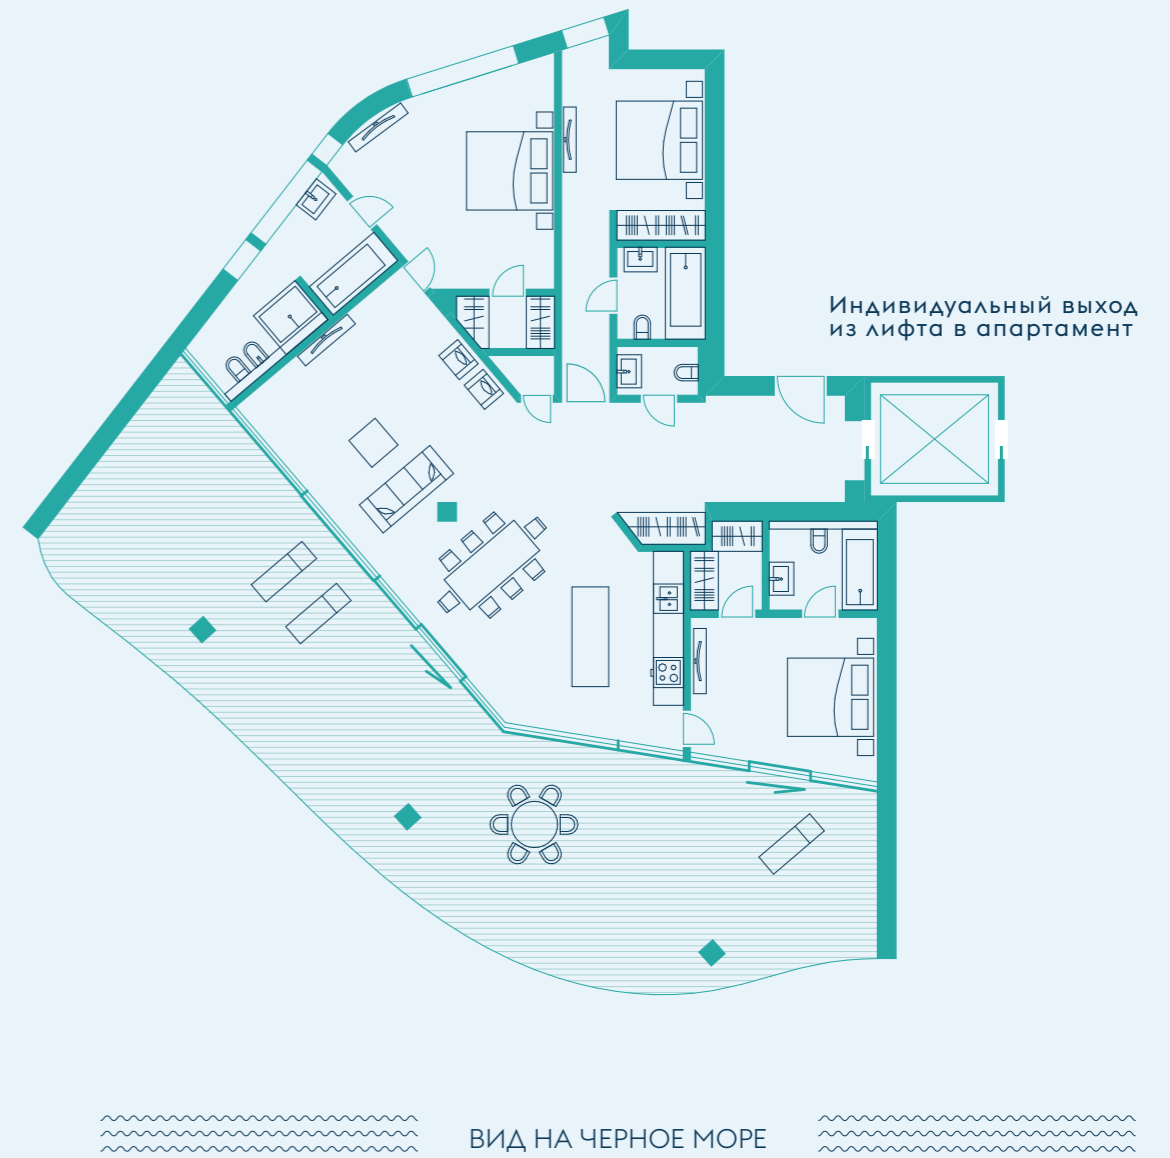 Индивидуальный выход
из лифта в апартамент
ВИД НА ЧЕРНОЕ МОРЕ